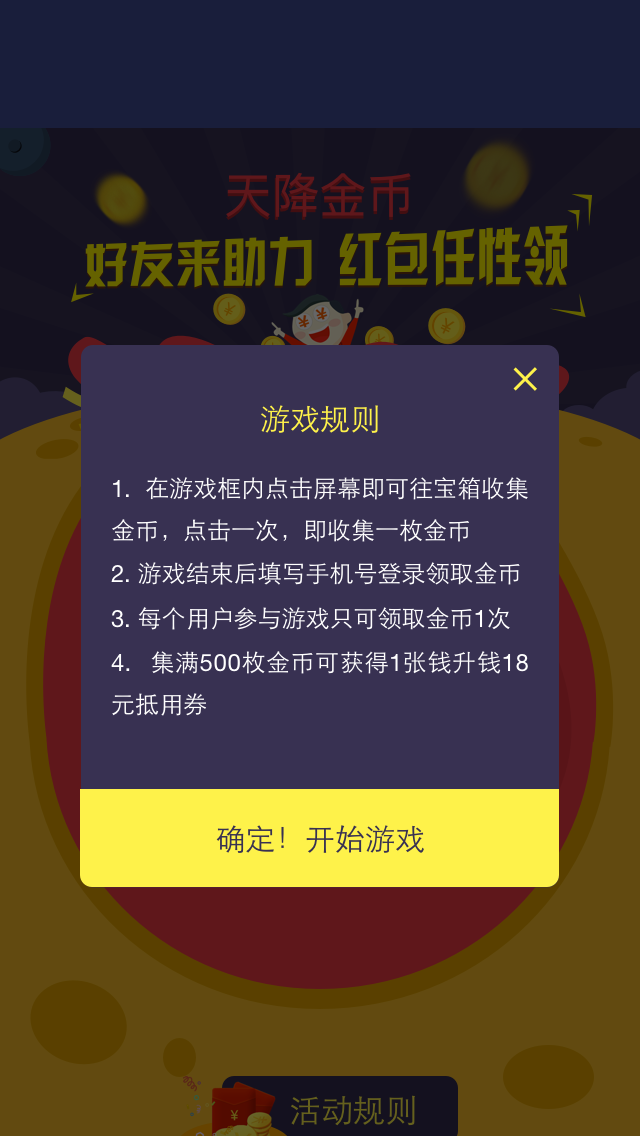 天降金币
好友来助力 红包任性领
游戏规则
1. 在游戏框内点击屏幕即可往宝箱收集
金币，点击一次，即收集一枚金币
2. 游戏结束后填写手机号登录领取金币
3. 每个用户参与游戏只可领取金币1次
4. 集满500枚金币可获得1张钱升钱18
元抵用券
确定！开始游戏
活动规则